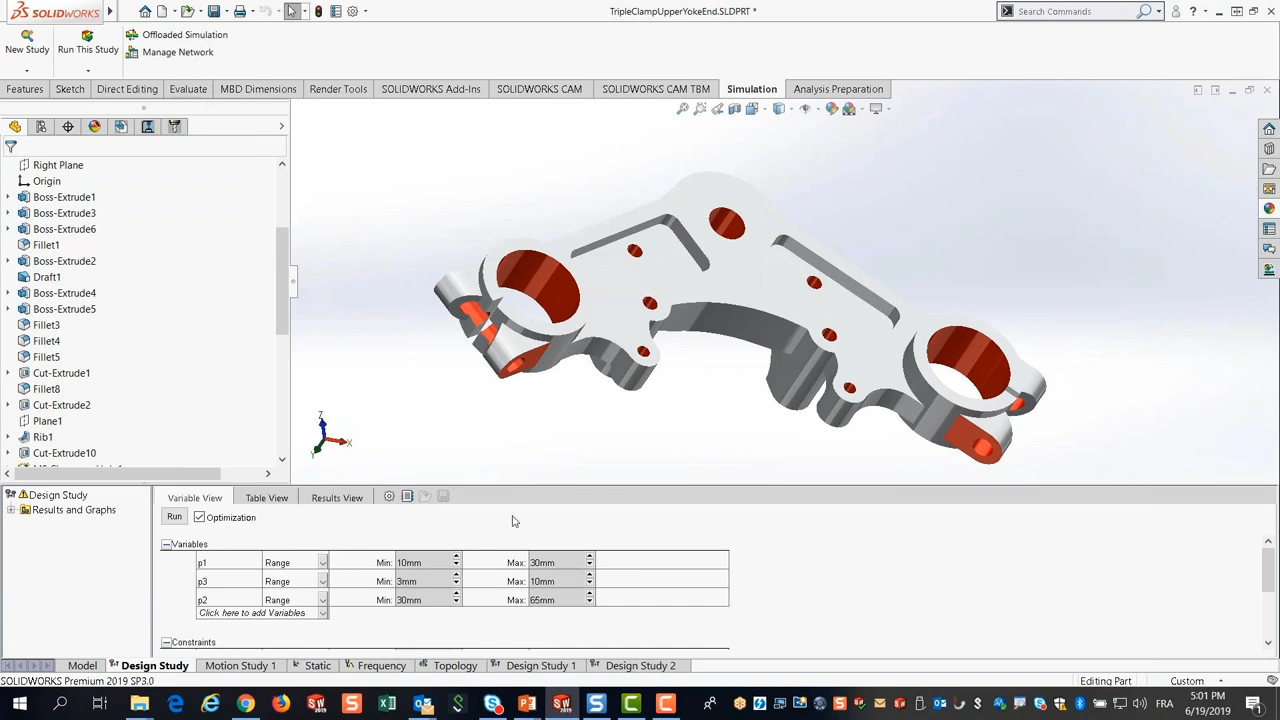 SOLIDWORKS
TripleClampUpperYokeEnd.SLDPRT *
Search Commands
New Study
Run This Study
Offloaded Simulation
Manage Network
Features
Sketch
Direct Editing
Evaluate
MBD Dimensions
Render Tools
SOLIDWORKS Add-Ins
SOLIDWORKS CAM
SOLIDWORKS CAM TBM
Simulation
Analysis Preparation
Right Plane
Origin
Boss-Extrude1
Boss-Extrude3
Boss-Extrude6
Fillet1
Boss-Extrude2
Draft1
Boss-Extrude4
Boss-Extrude5
Fillet3
Fillet4
Fillet5
Cut-Extrude1
Fillet8
Cut-Extrude2
Plane1
Rib1
Cut-Extrude10
Z
X
Y
Design Study
Results and Graphs
Variable View
Table View
Results View
Run
Optimization
Variables
p1 Range Min: 10mm Max: 30mm
p3 Range Min: 3mm Max: 10mm
p2 Range Min: 30mm Max: 65mm
Click here to add Variables
Constraints
Model
Design Study
Motion Study 1
Static
Frequency
Topology
Design Study 1
Design Study 2
SOLIDWORKS Premium 2019 SP3.0
Editing Part
Custom
5:01 PM
FRA
6/19/2019